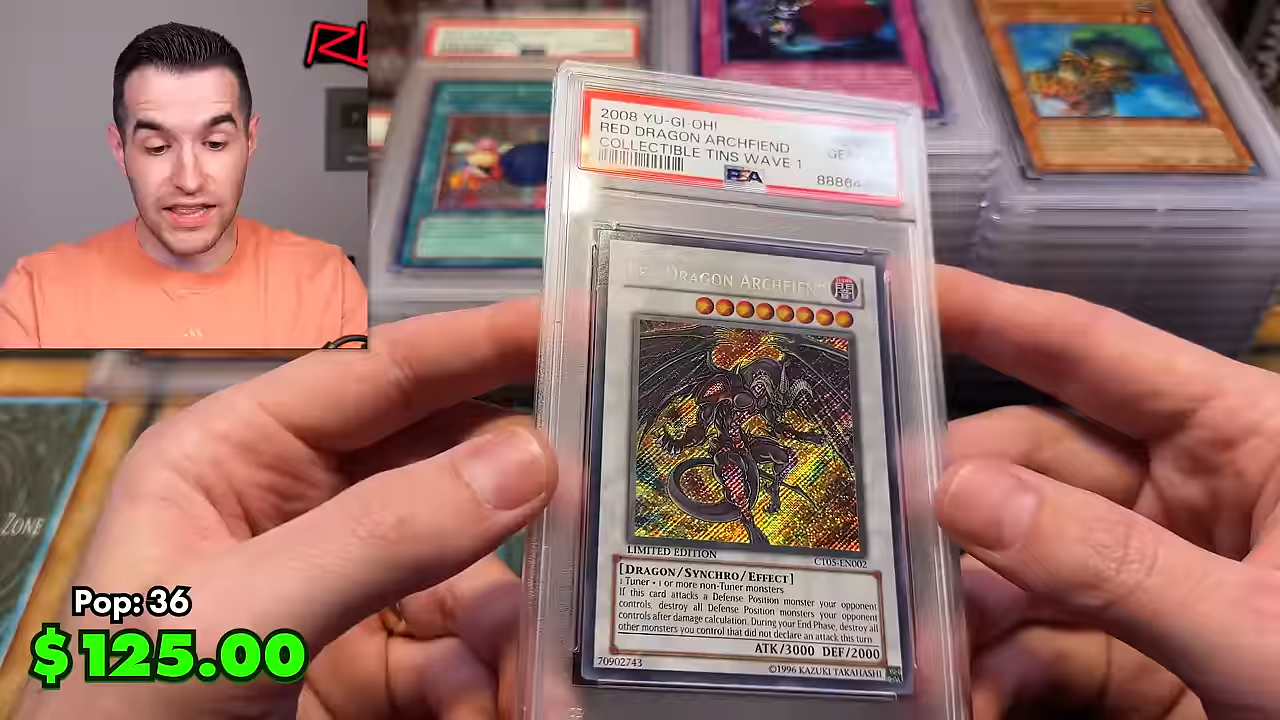 2008 YU-GI-OH!
RED DRAGON ARCHFIEND
COLLECTIBLE TINS WAVE 1
PSA
DRAGON ARCHFIEND
闇
LIMITED EDITION
CT05-EN002
[DRAGON/SYNCHRO/EFFECT]
1 Tuner + 1 or more non-Tuner monsters
If this card attacks a Defense Position monster your opponent
controls, destroy all Defense Position monsters your opponent
controls after damage calculation. During your End Phase, destroy all
other monsters you control that did not declare an attack this turn.
ATK/3000 DEF/2000
70902743
©1996 KAZUKI TAKAHASHI
ZONE
Pop: 36
$125.00